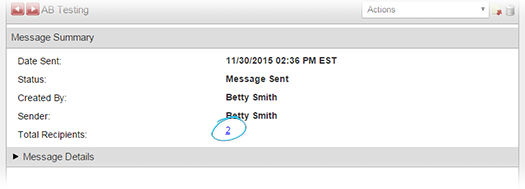 AB Testing Actions
Message Summary
Date Sent: 11/30/2015 02:36 PM EST
Status: Message Sent
Created By: Betty Smith
Sender: Betty Smith
Total Recipients: 2
Message Details